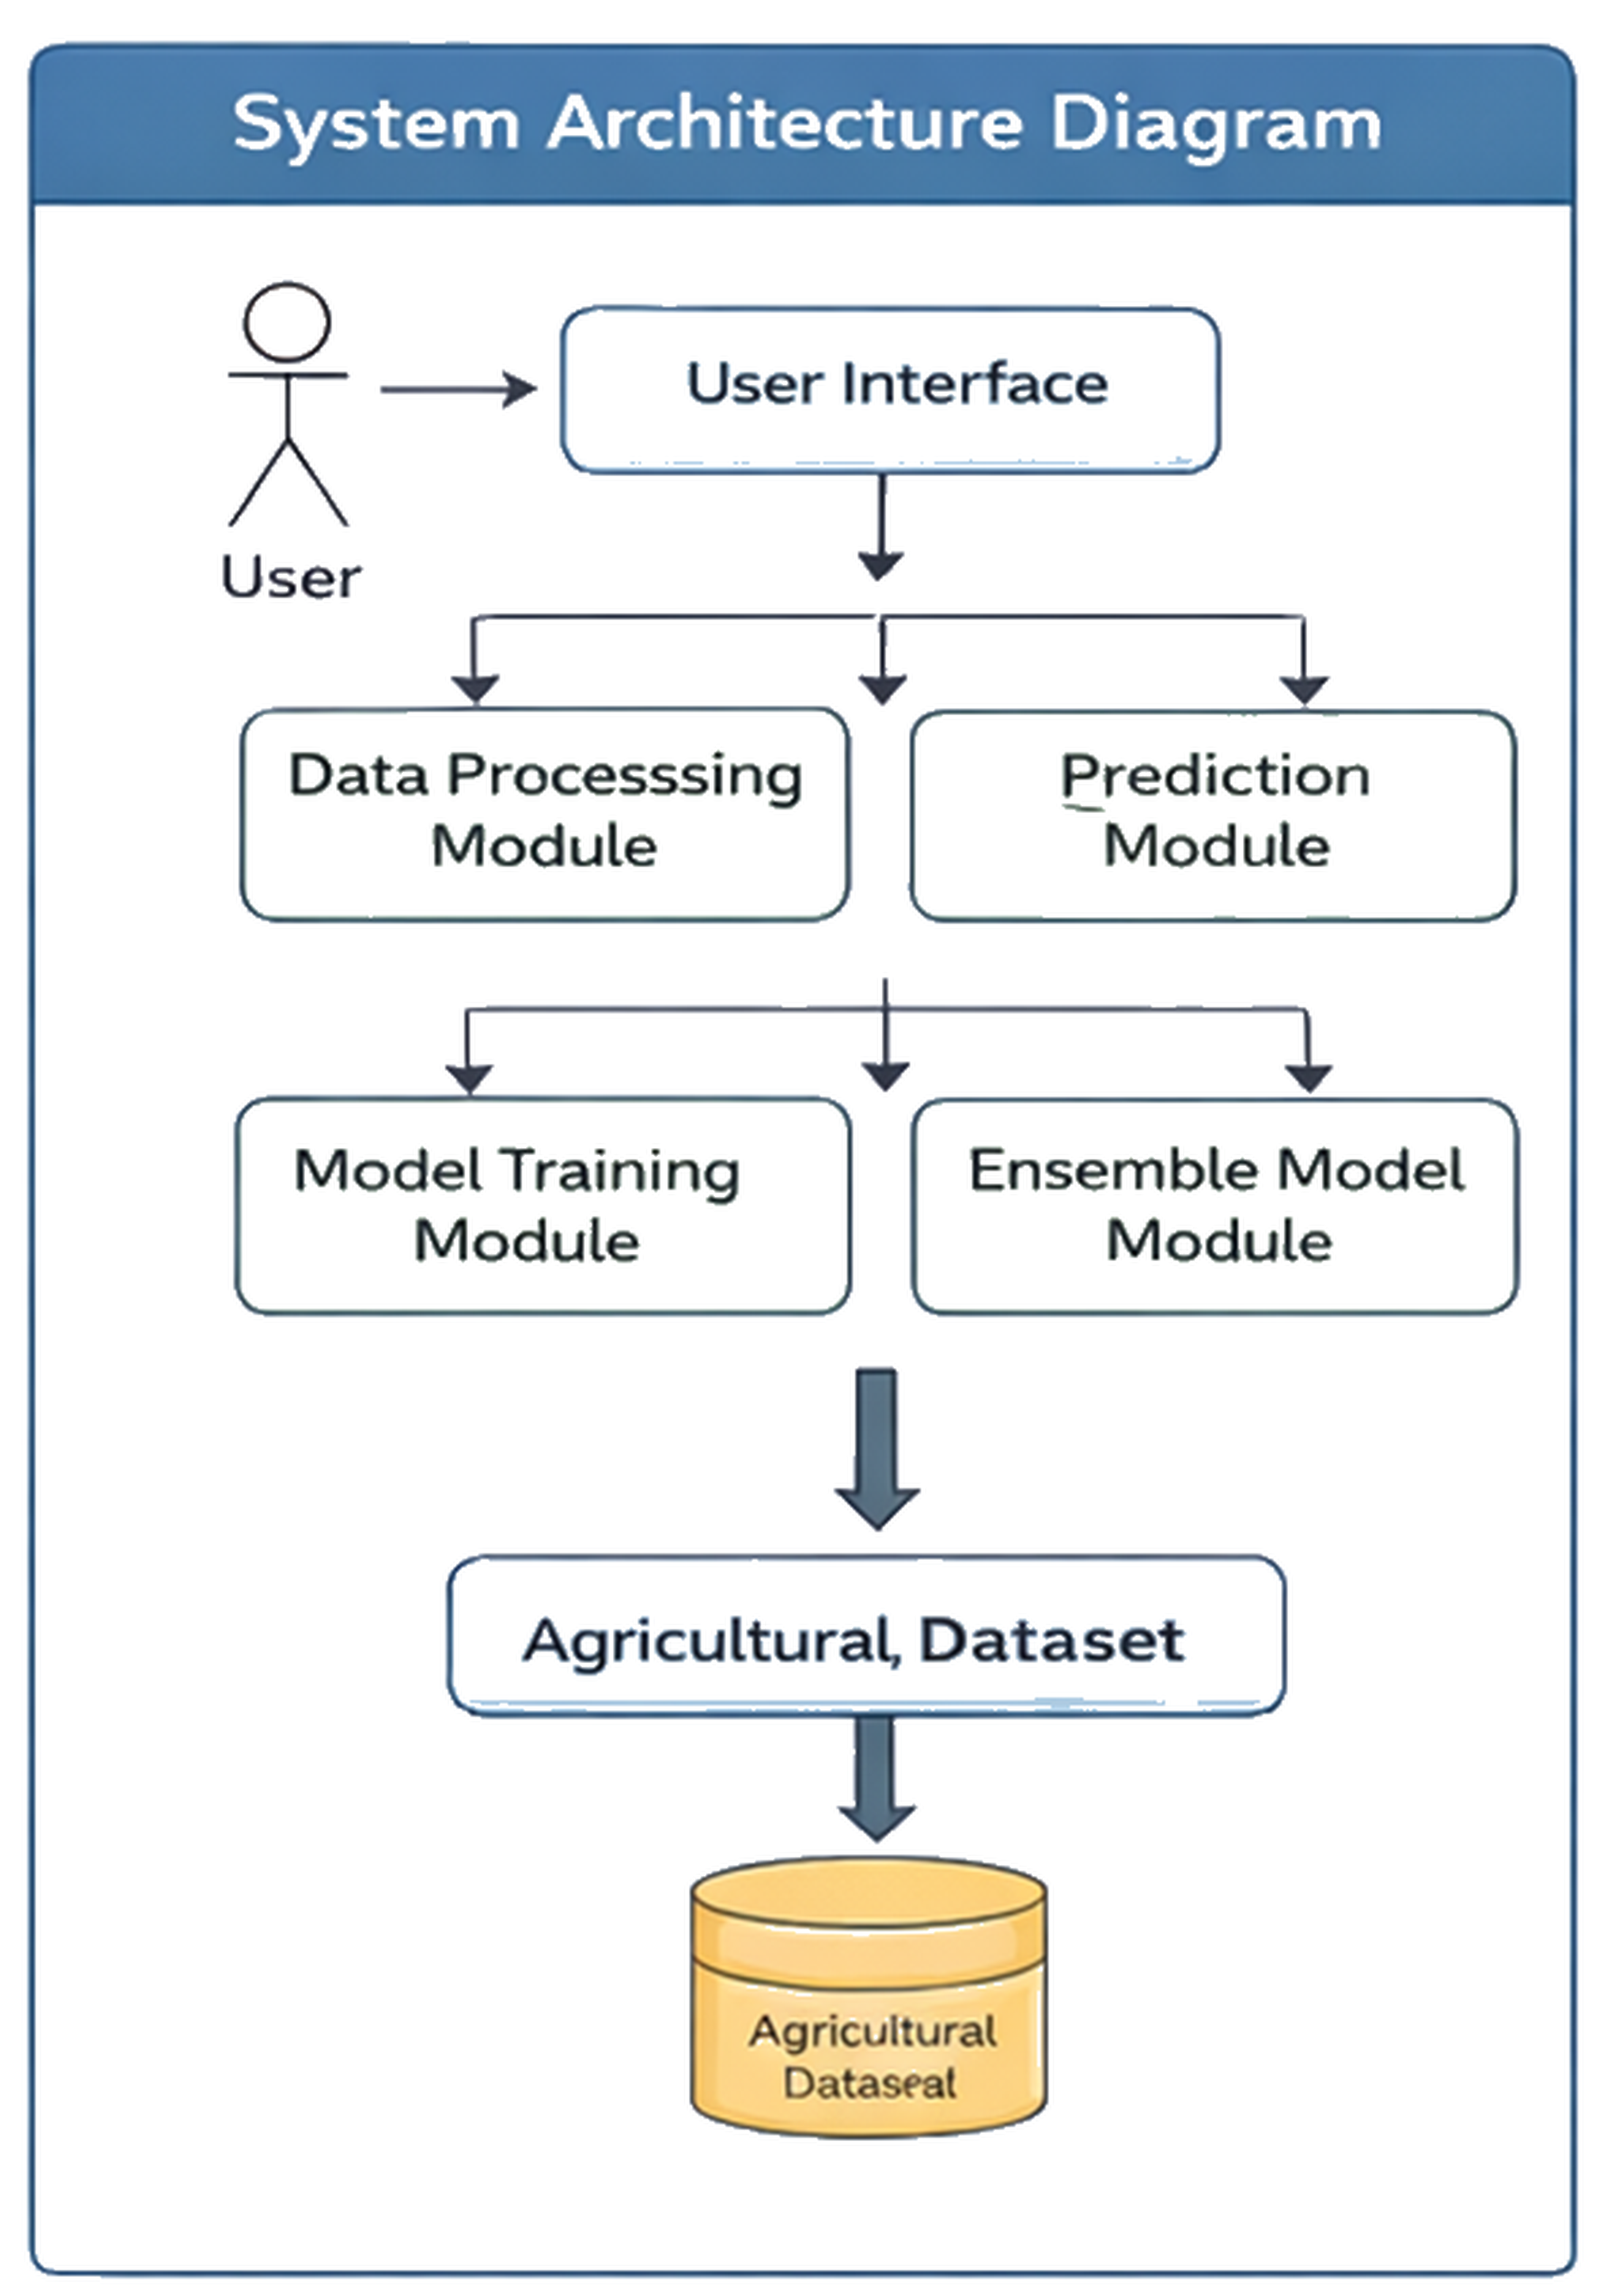 System Architecture Diagram
User Interface
User
Data Processsing
Module
Prediction
Module
Model Training
Module
Ensemble Model
Module
Agricultural, Dataset
Agricultural
Dataseat